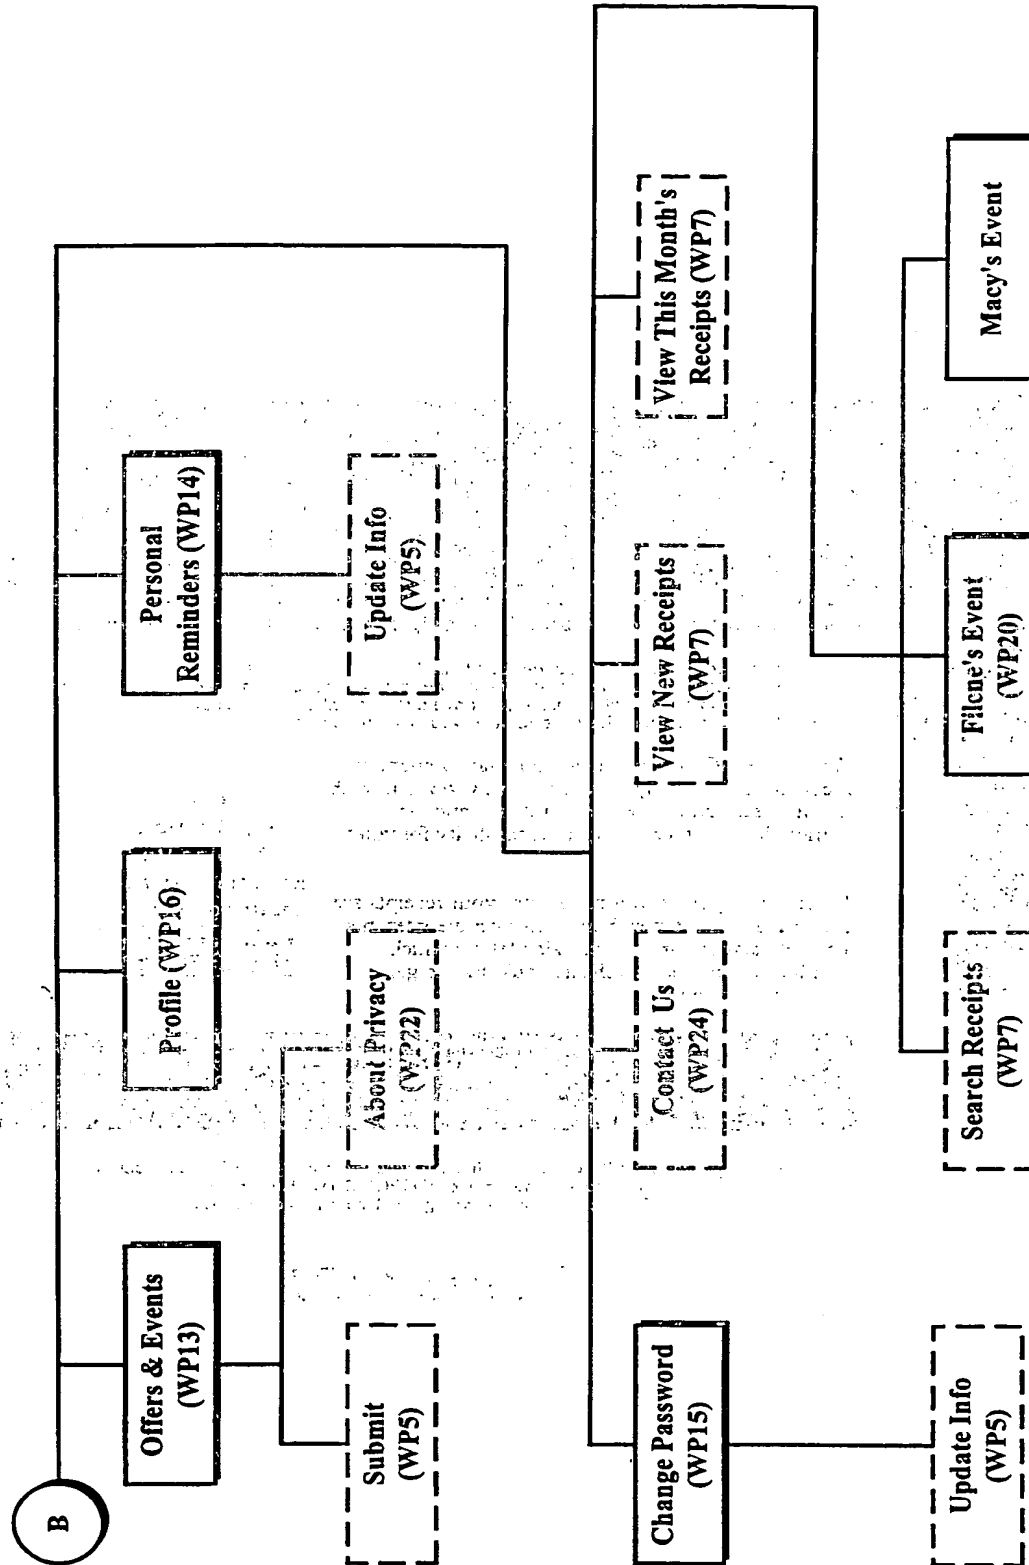 B
Offers & Events
(WP13)
Profile (WP16)
Personal
Reminders (WP14)
Submit
(WP5)
About Privacy
(WP22)
Update Info
(WP5)
Change Password
(WP15)
Contact Us
(WP24)
View New Receipts
(WP7)
View This Month's
Receipts (WP7)
Update Info
(WP5)
Search Receipts
(WP7)
Filene's Event
(WP20)
Macy's Event